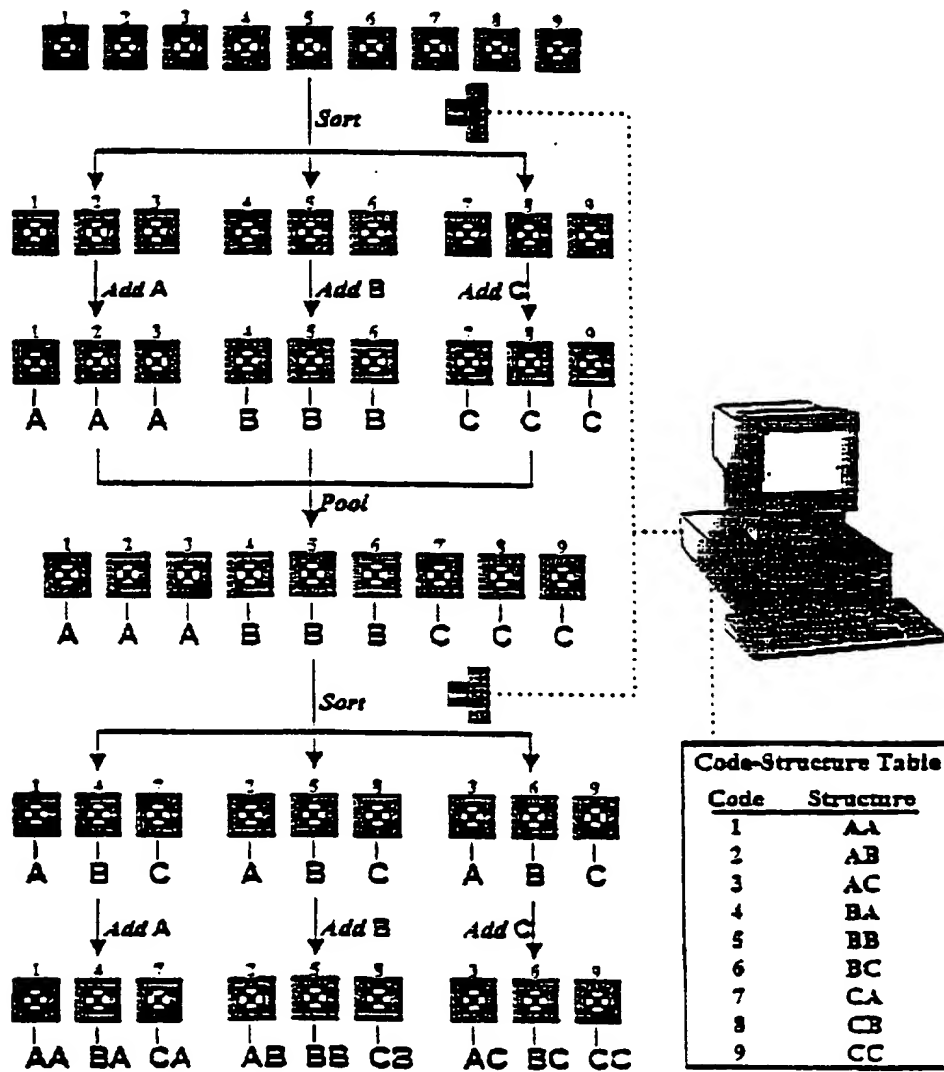 1 2 3 4 5 6 7 8 9
Sort
1 2 3 4 5 6 7 8 9
Add A Add B Add C
1 2 3 4 5 6 7 8 9
A A A B B B C C C
Pool
1 2 3 4 5 6 7 8 9
A A A B B B C C C
Sort
1 4 7 2 5 8 3 6 9
A B C A B C A B C
Add A Add B Add C
1 4 7 2 5 8 3 6 9
AA BA CA AB BB CB AC BC CC
Code-Structure Table
Code Structure
1 AA
2 AB
3 AC
4 BA
5 BB
6 BC
7 CA
8 CB
9 CC